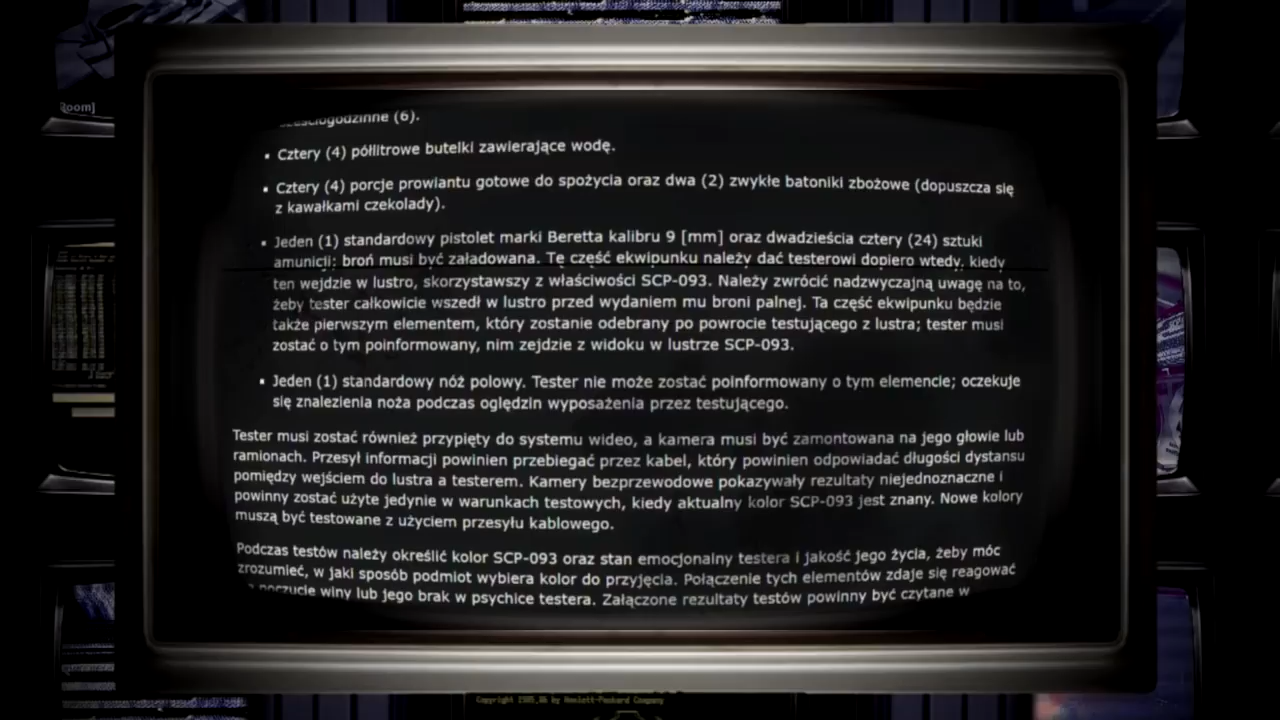 Room]
sześciogodzinne (6).
▪ Cztery (4) półlitrowe butelki zawierające wodę.
▪ Cztery (4) porcje prowiantu gotowe do spożycia oraz dwa (2) zwykłe batoniki zbożowe (dopuszcza się
z kawałkami czekolady).
▪ Jeden (1) standardowy pistolet marki Beretta kalibru 9 [mm] oraz dwadzieścia cztery (24) sztuki
amunicji: broń musi być załadowana. Tę część ekwipunku należy dać testerowi dopiero wtedy, kiedy
ten wejdzie w lustro, skorzystawszy z właściwości SCP-093. Należy zwrócić nadzwyczajną uwagę na to,
żeby tester całkowicie wszedł w lustro przed wydaniem mu broni palnej. Ta część ekwipunku będzie
także pierwszym elementem, który zostanie odebrany po powrocie testującego z lustra; tester musi
zostać o tym poinformowany, nim zejdzie z widoku w lustrze SCP-093.
▪ Jeden (1) standardowy nóż polowy. Tester nie może zostać poinformowany o tym elemencie; oczekuje
się znalezienia noża podczas oględzin wyposażenia przez testującego.
Tester musi zostać również przypięty do systemu wideo, a kamera musi być zamontowana na jego głowie lub
ramionach. Przesył informacji powinien przebiegać przez kabel, który powinien odpowiadać długości dystansu
pomiędzy wejściem do lustra a testerem. Kamery bezprzewodowe pokazywały rezultaty niejednoznaczne i
powinny zostać użyte jedynie w warunkach testowych, kiedy aktualny kolor SCP-093 jest znany. Nowe kolory
muszą być testowane z użyciem przesyłu kablowego.
Podczas testów należy określić kolor SCP-093 oraz stan emocjonalny testera i jakość jego życia, żeby móc
zrozumieć, w jaki sposób podmiot wybiera kolor do przyjęcia. Połączenie tych elementów zdaje się reagować
poczucie winy lub jego brak w psychice testera. Załączone rezultaty testów powinny być czytane w
Copyright 1985,86 by Hewlett-Packard Company